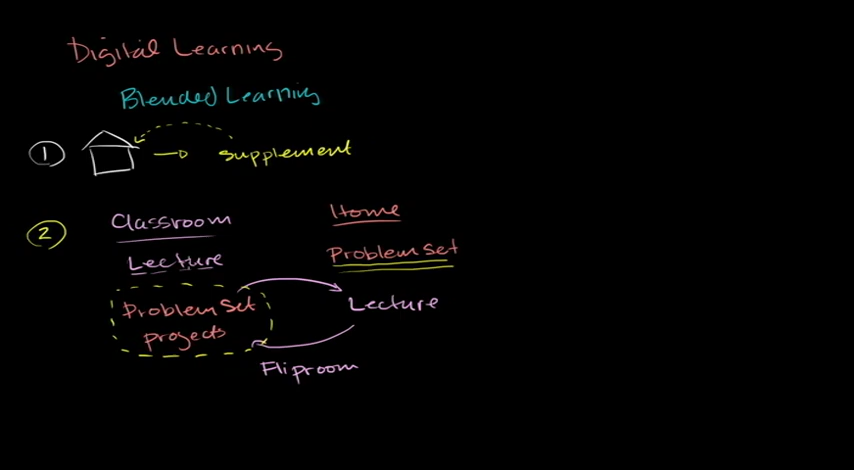 Digital Learning
Blended Learning
1 supplement
2 Classroom Home
Lecture Problem Set
Problem Set Lecture
projects
Fliproom